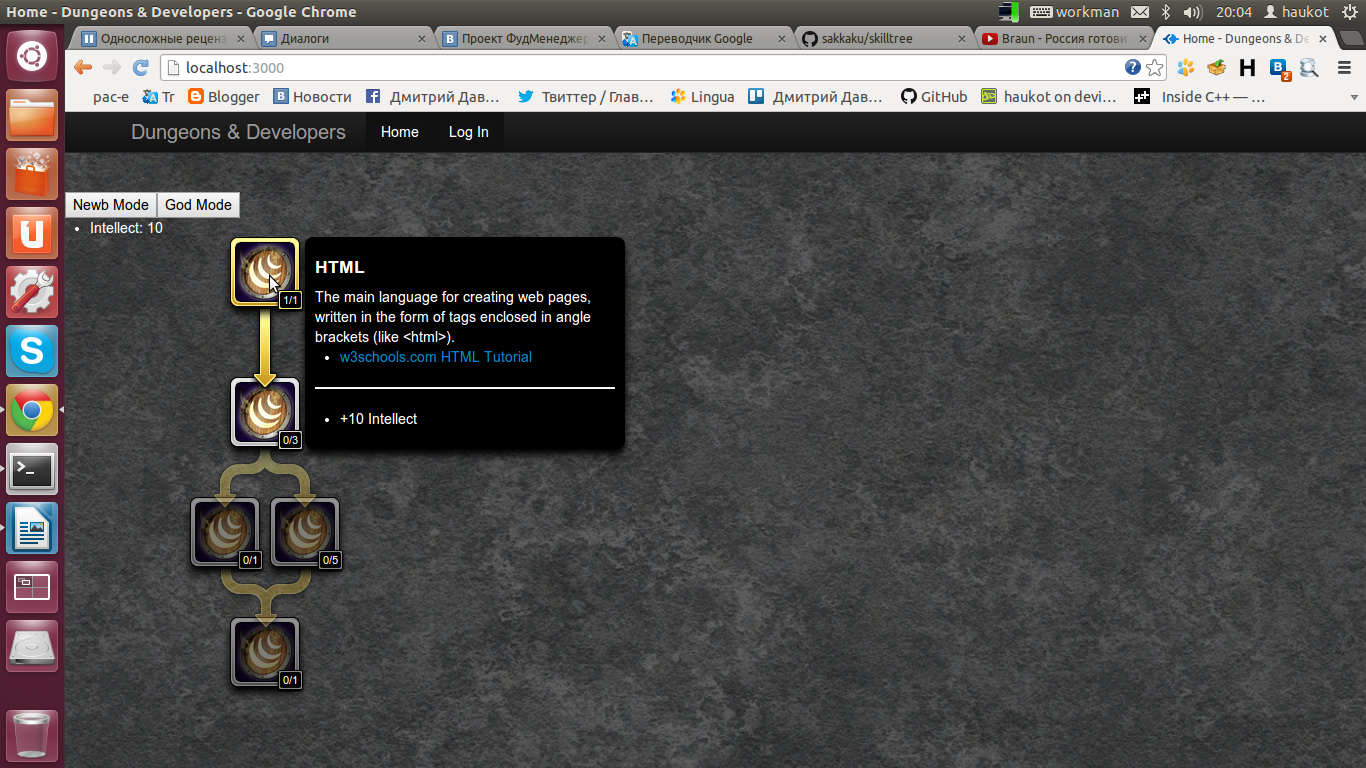 Home - Dungeons & Developers - Google Chrome
workman
20:04
haukot
Односложные реценз
Диалоги
Проект ФудМенеджер
Переводчик Google
sakkaku/skilltree
Braun - Россия готови
Home - Dungeons & De
localhost:3000
рас-е
Tr
Blogger
Новости
Дмитрий Дав…
Твиттер / Глав…
Lingua
Дмитрий Дав…
GitHub
haukot on devi…
Inside C++ — …
Dungeons & Developers
Home
Log In
Newb Mode
God Mode
Intellect: 10
1/1
HTML
The main language for creating web pages,
written in the form of tags enclosed in angle
brackets (like <html>).
w3schools.com HTML Tutorial
+10 Intellect
0/3
0/1
0/5
0/1